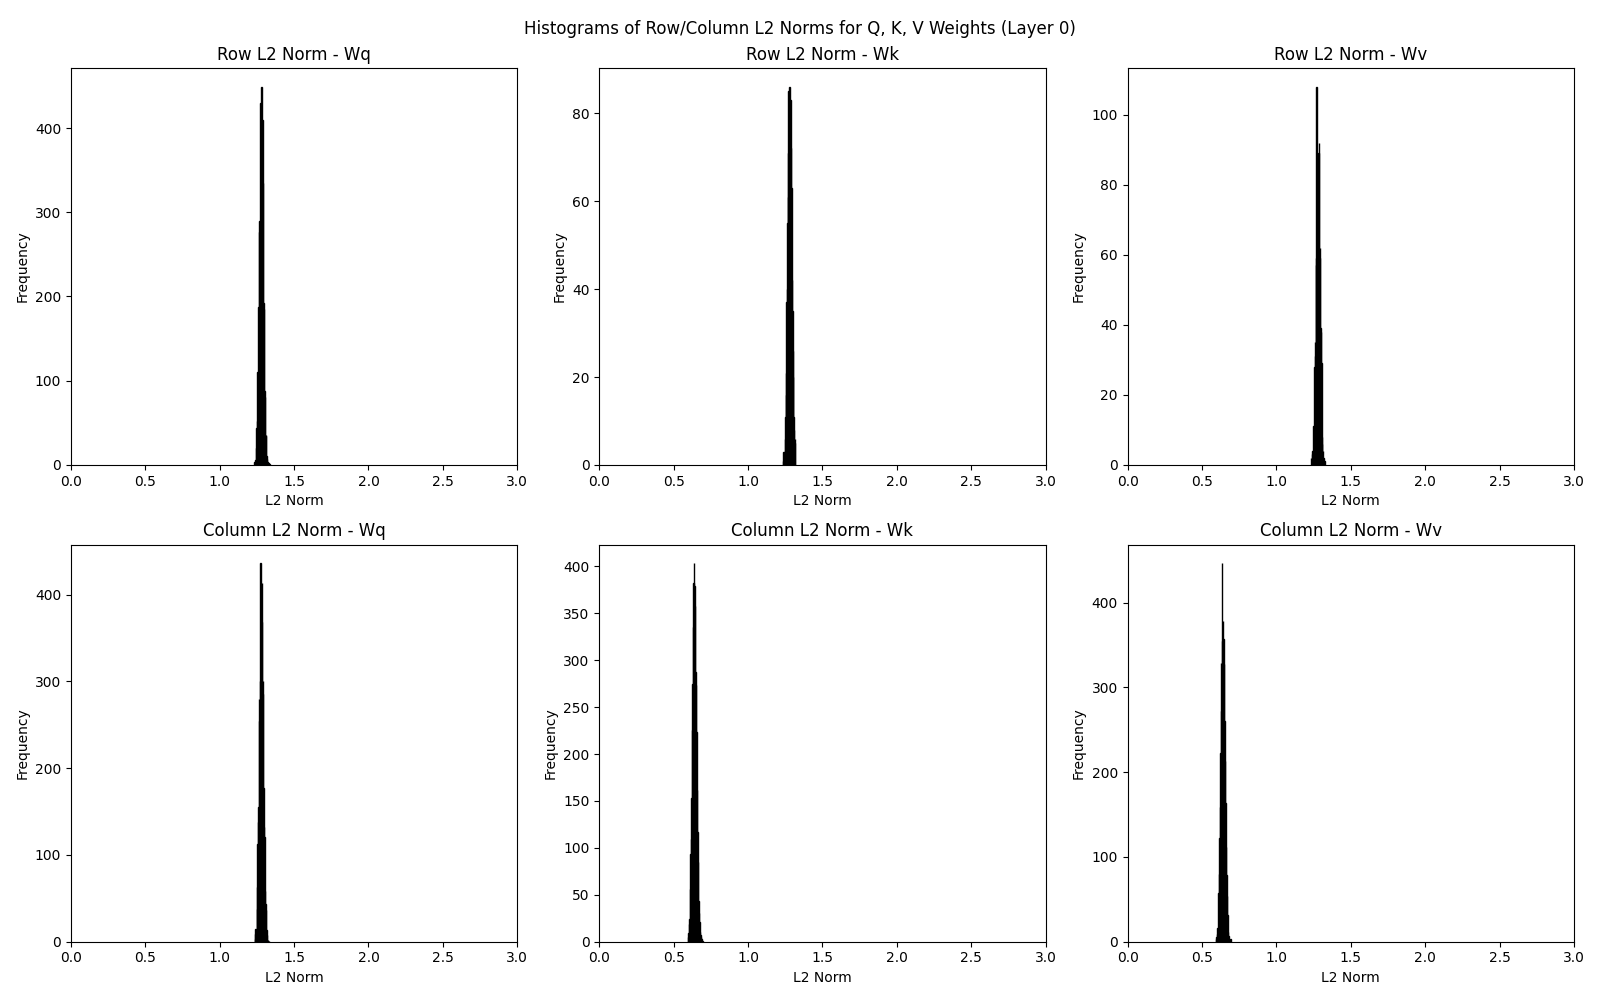 Histograms of Row/Column L2 Norms for Q, K, V Weights (Layer 0)
Row L2 Norm - Wq
Row L2 Norm - Wk
Row L2 Norm - Wv
Frequency
400
300
200
100
0
0.0 0.5 1.0 1.5 2.0 2.5 3.0
L2 Norm
Frequency
80
60
40
20
0
0.0 0.5 1.0 1.5 2.0 2.5 3.0
L2 Norm
Frequency
100
80
60
40
20
0
0.0 0.5 1.0 1.5 2.0 2.5 3.0
L2 Norm
Column L2 Norm - Wq
Column L2 Norm - Wk
Column L2 Norm - Wv
Frequency
400
300
200
100
0
0.0 0.5 1.0 1.5 2.0 2.5 3.0
L2 Norm
Frequency
400
350
300
250
200
150
100
50
0
0.0 0.5 1.0 1.5 2.0 2.5 3.0
L2 Norm
Frequency
400
300
200
100
0
0.0 0.5 1.0 1.5 2.0 2.5 3.0
L2 Norm